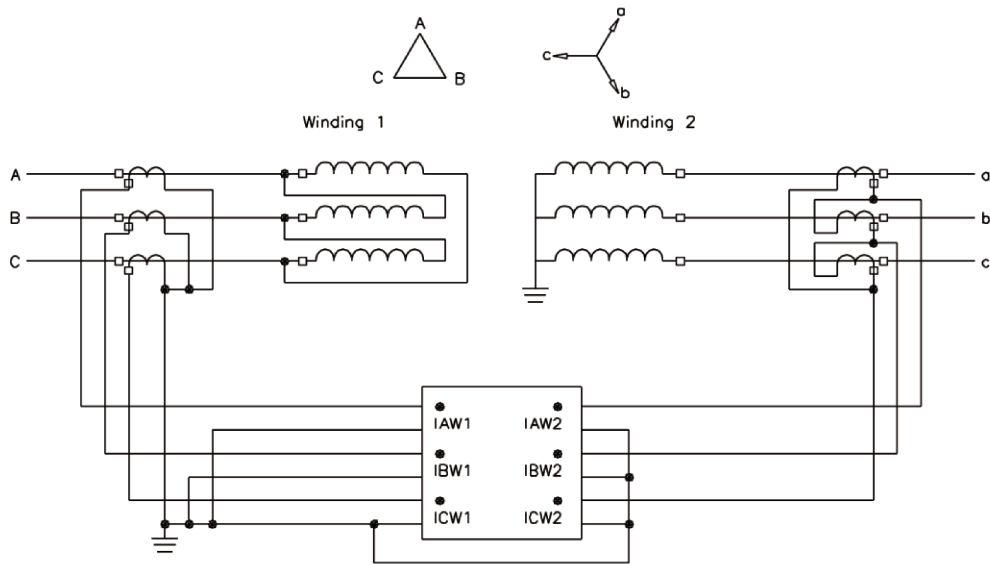 A
C B
a
c
b
Winding 1
Winding 2
A
a
B
b
C
c
IAW1 IAW2
IBW1 IBW2
ICW1 ICW2